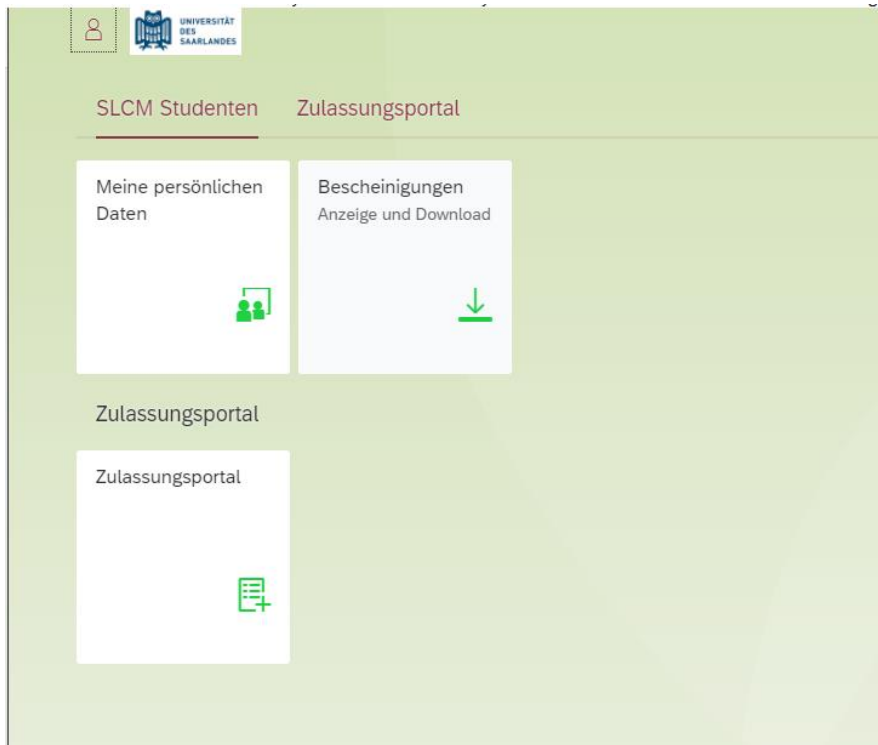 UNIVERSITÄT
DES
SAARLANDES
SLCM Studenten Zulassungsportal
Meine persönlichen
Daten
Bescheinigungen
Anzeige und Download
Zulassungsportal
Zulassungsportal